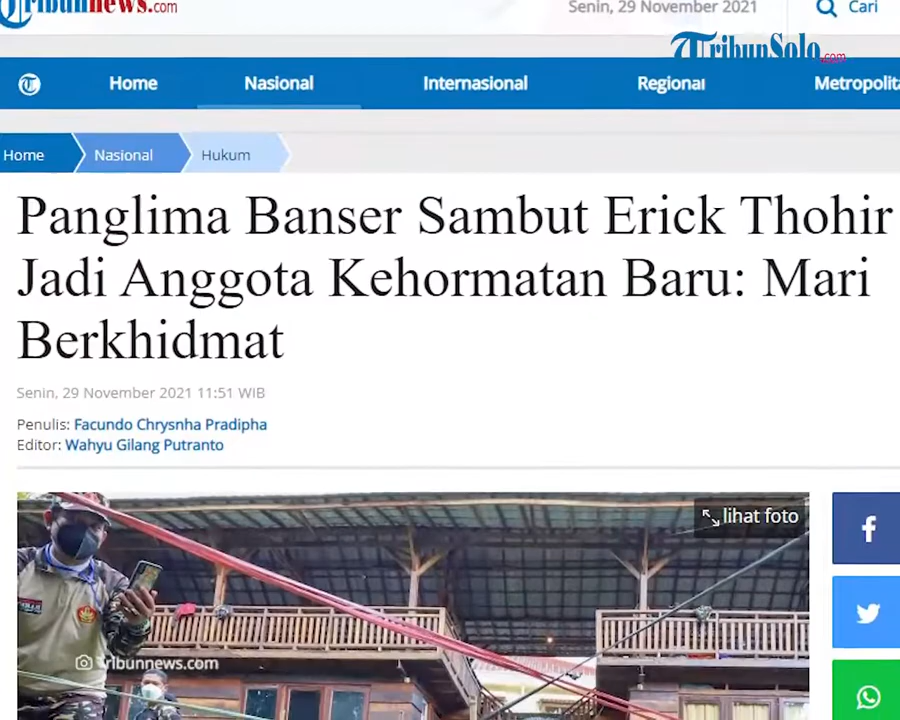 Tribunnews.com
Senin, 29 November 2021
Cari
TribunSolo.com
Home
Nasional
Internasional
Regional
Home
Nasional
Hukum
Panglima Banser Sambut Erick Thohir
Jadi Anggota Kehormatan Baru: Mari
Berkhidmat
Senin, 29 November 2021 11:51 WIB
Penulis: Facundo Chrysnha Pradipha
Editor: Wahyu Gilang Putranto
lihat foto
Tribunnews.com